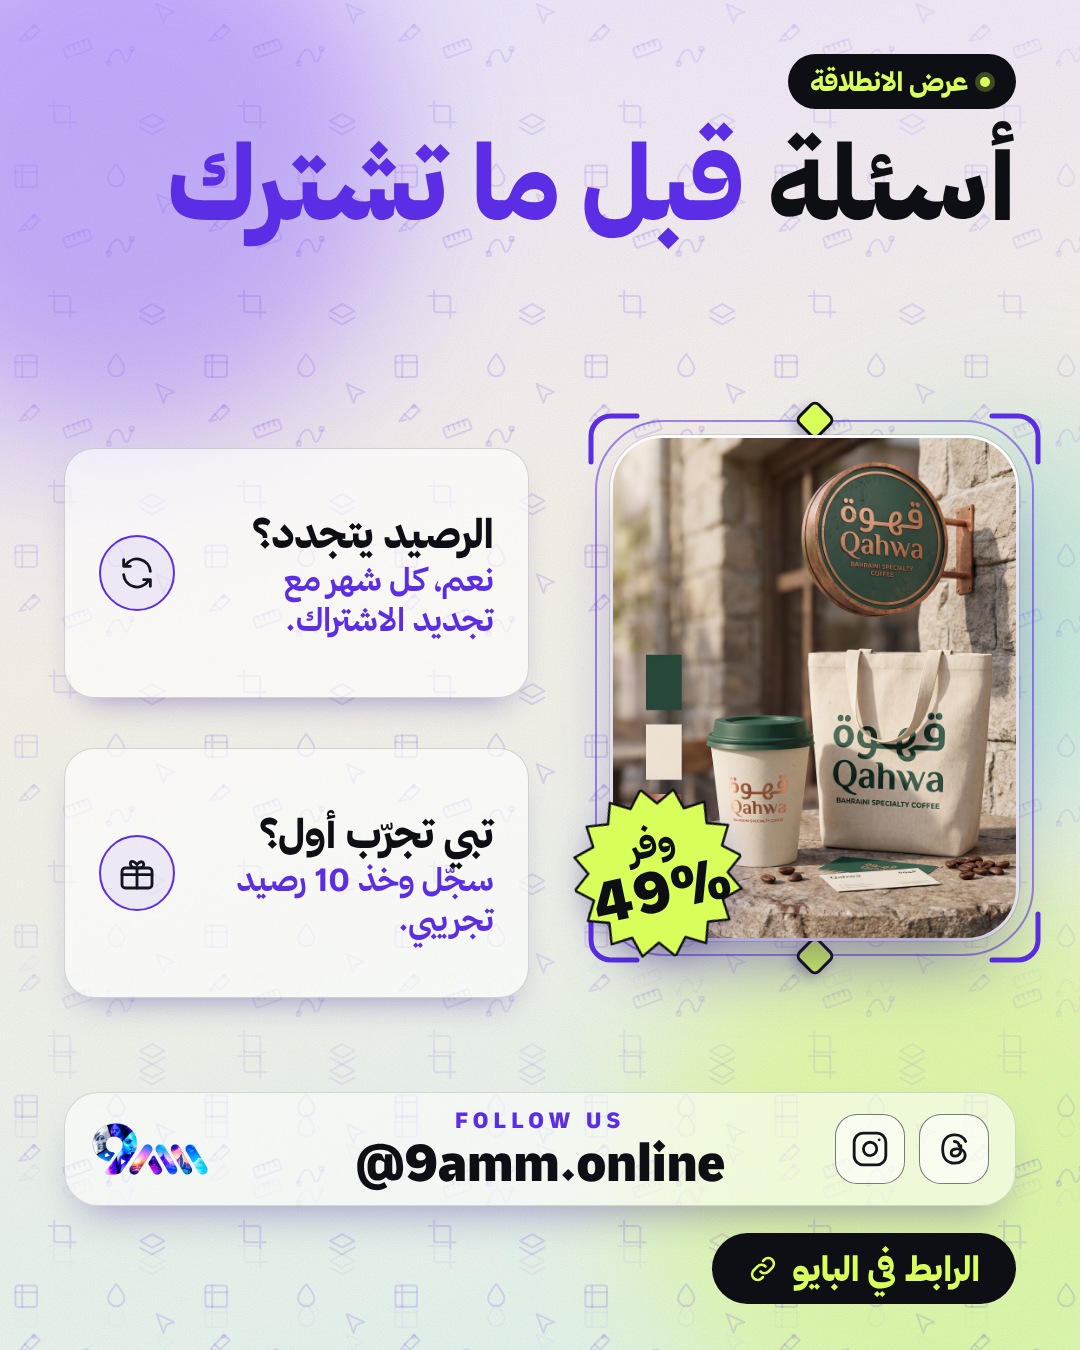 عرض الانطلاقة
أسئلة قبل ما تشترك
الرصيد يتجدد؟
نعم، كل شهر مع
تجديد الاشتراك.
تبي تجرّب أول؟
سجّل وخذ 10 رصيد
تجريبي.
قهوة
Qahwa
BAHRAINI SPECIALTY
COFFEE
قهوة
Qahwa
BAHRAINI SPECIALTY COFFEE
قهوة
Qahwa
وفر
49%
FOLLOW US
@9amm.online
9amm
الرابط في البايو